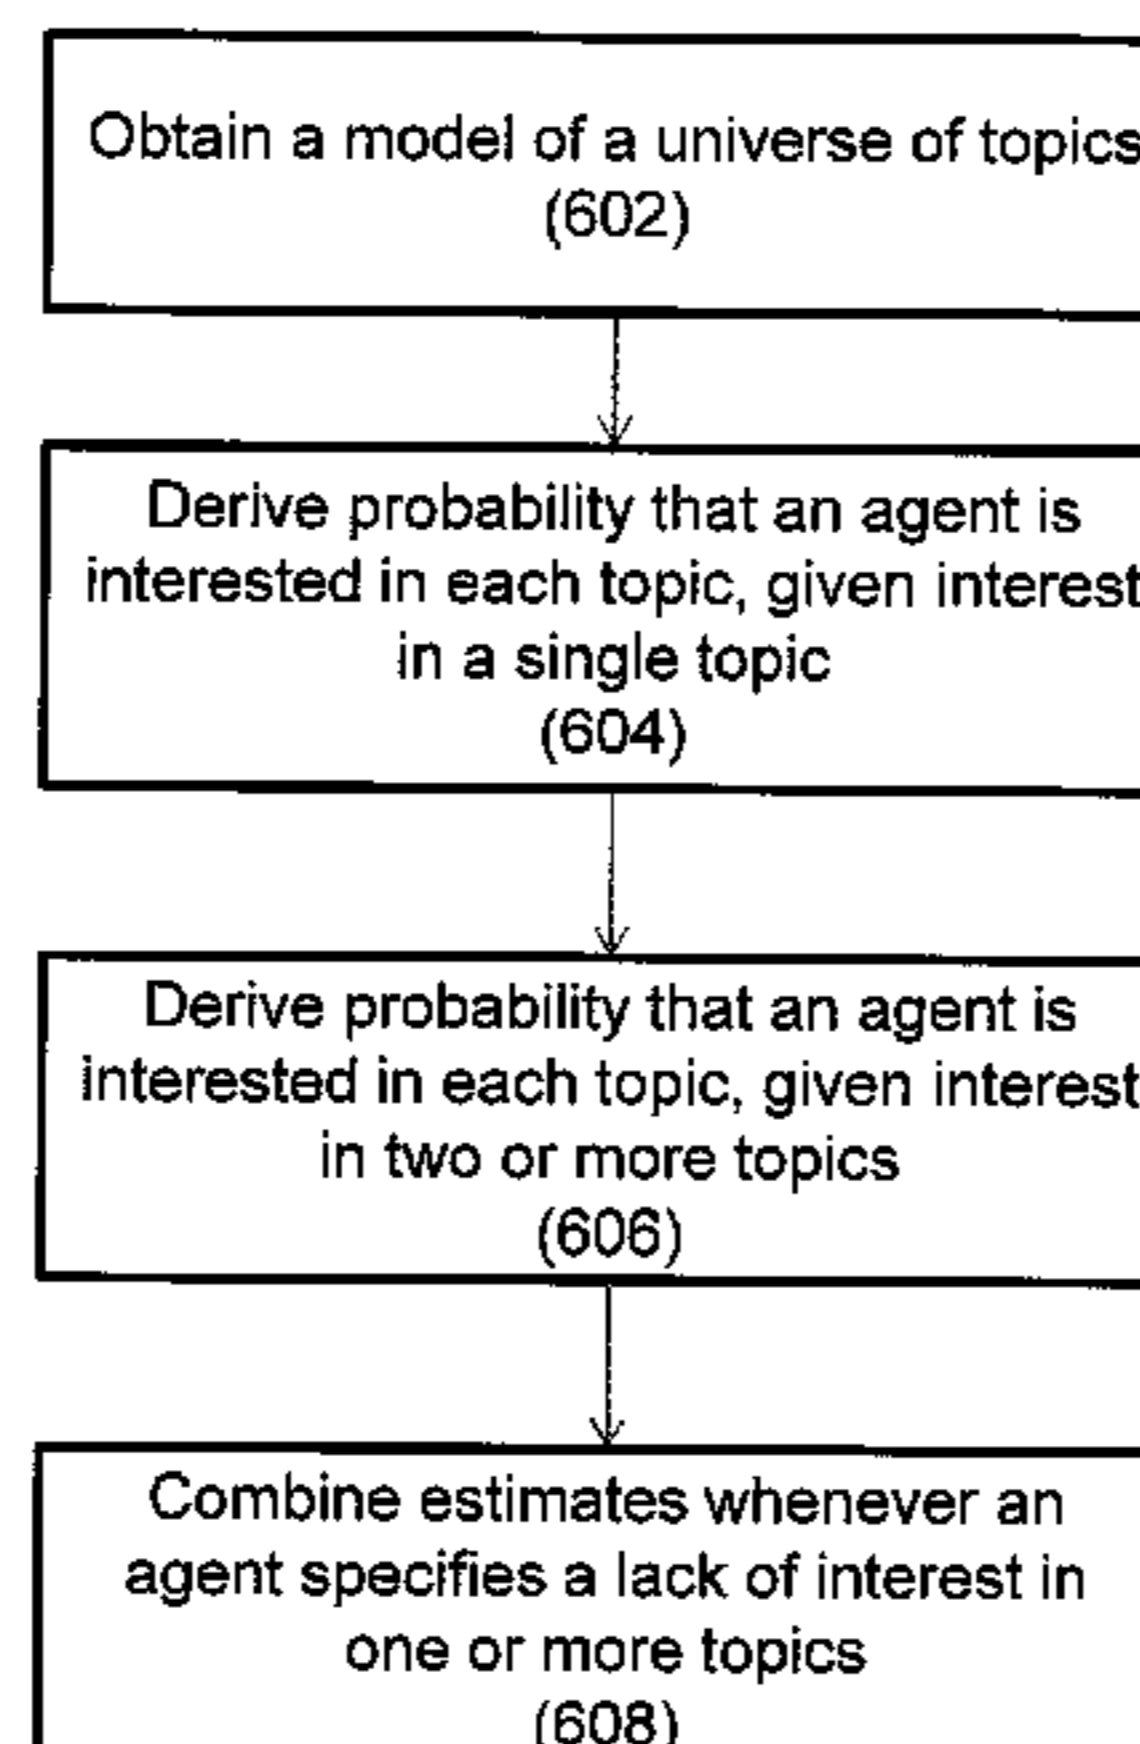 Obtain a model of a universe of topics
(602)
Derive probability that an agent is
interested in each topic, given interest
in a single topic
(604)
Derive probability that an agent is
interested in each topic, given interest
in two or more topics
(606)
Combine estimates whenever an
agent specifies a lack of interest in
one or more topics
(608)